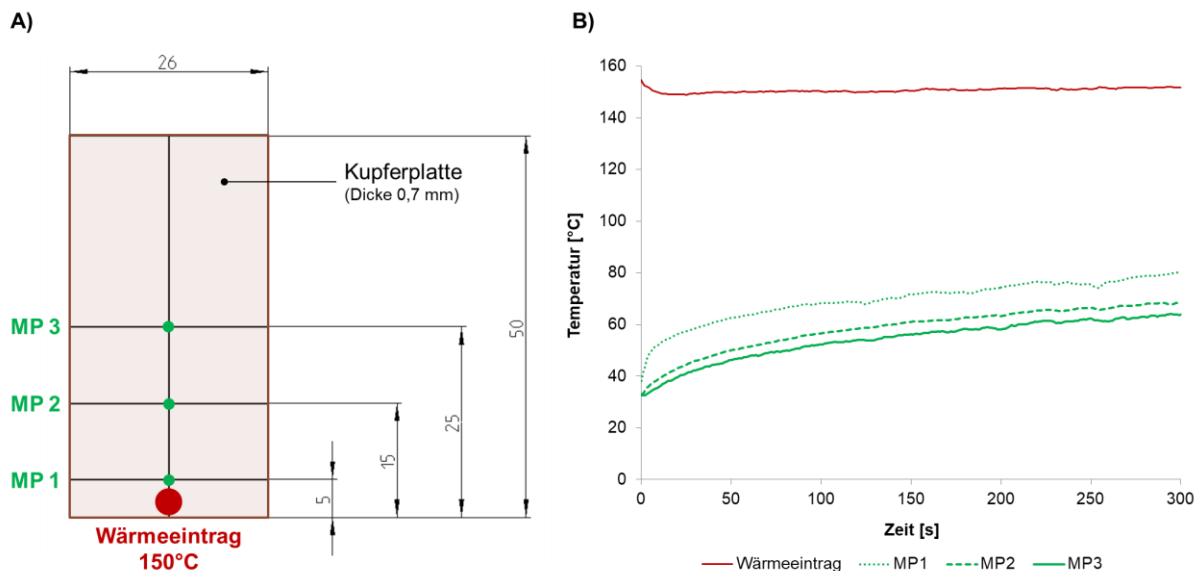 A)
26
Kupferplatte
(Dicke 0,7 mm)
MP 3
MP 2
MP 1
50
25
15
5
Wärmeeintrag
150°C
B)
Temperatur [°C]
160
140
120
100
80
60
40
20
0
0 50 100 150 200 250 300
Zeit [s]
Wärmeeintrag MP1 MP2 MP3